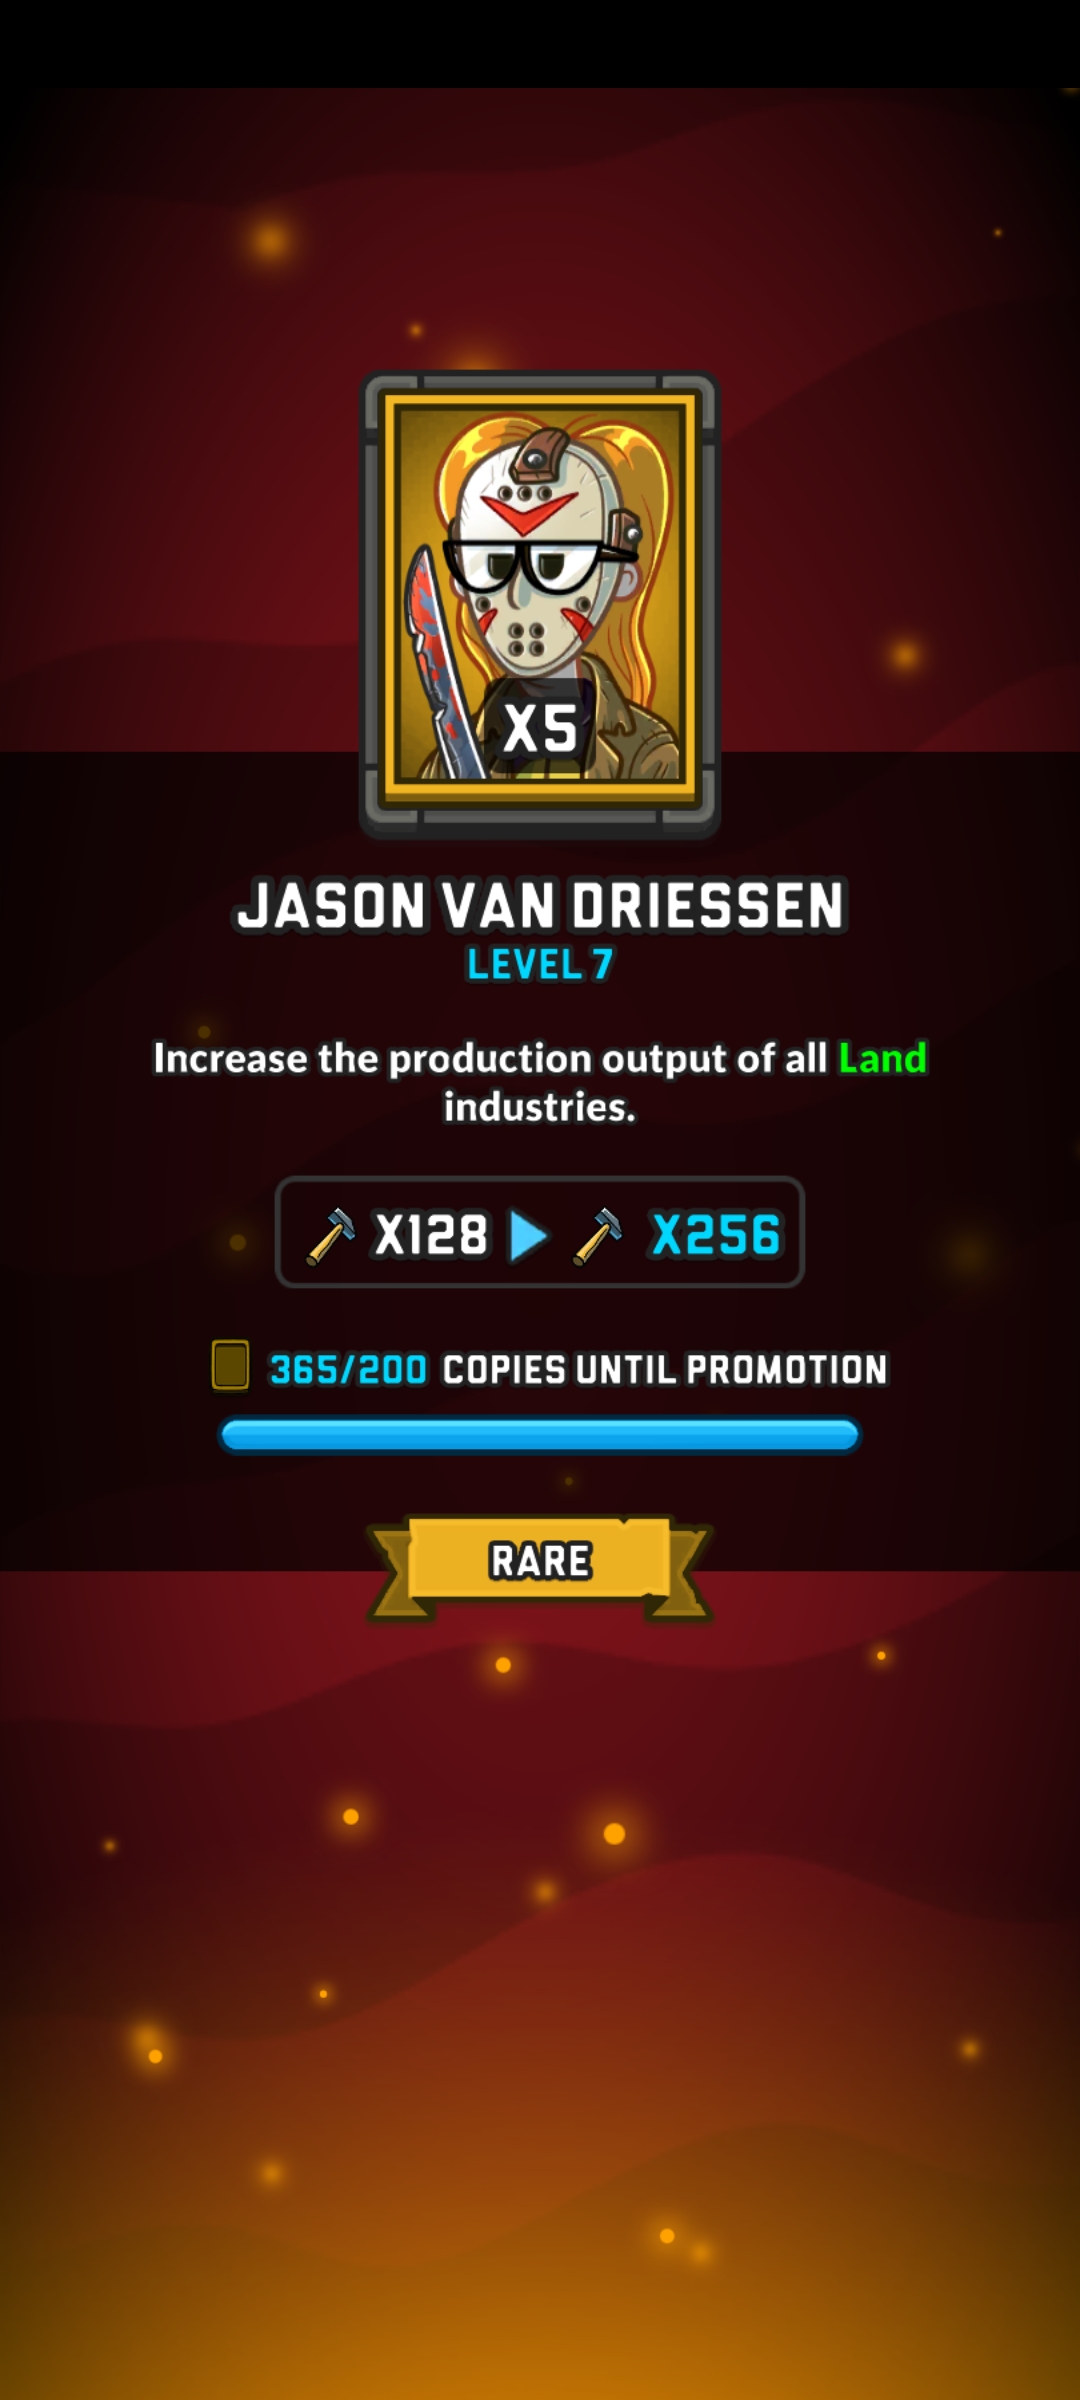 X5
JASON VAN DRIESSEN
LEVEL 7
Increase the production output of all Land
industries.
X128 X256
365/200 COPIES UNTIL PROMOTION
RARE